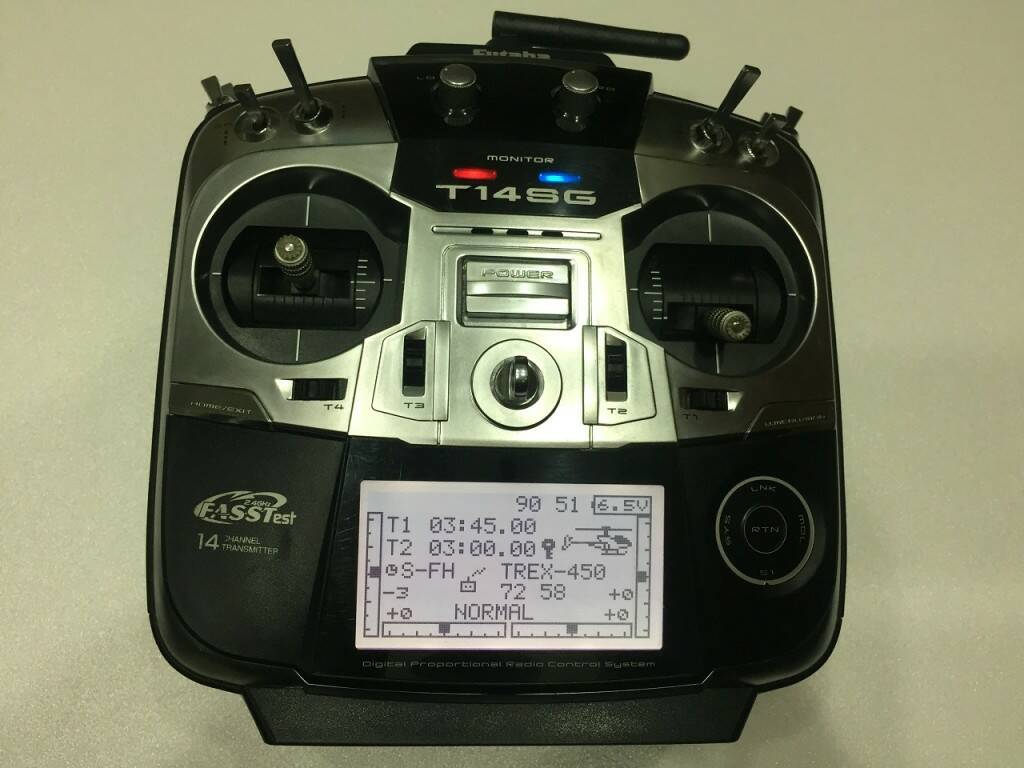 Futaba
MONITOR
T14SG
POWER
HOME/EXIT
T4
T3
T2
T1
2.4GHz
FASSTest
14 CHANNEL TRANSMITTER
LNK
SYS
RTN
MDL
S1
90 51 6.5V
T1 03:45.00
T2 03:00.00
S-FH TREX-450
-3 72 58 +0
+0 NORMAL +0
Digital Proportional Radio Control System